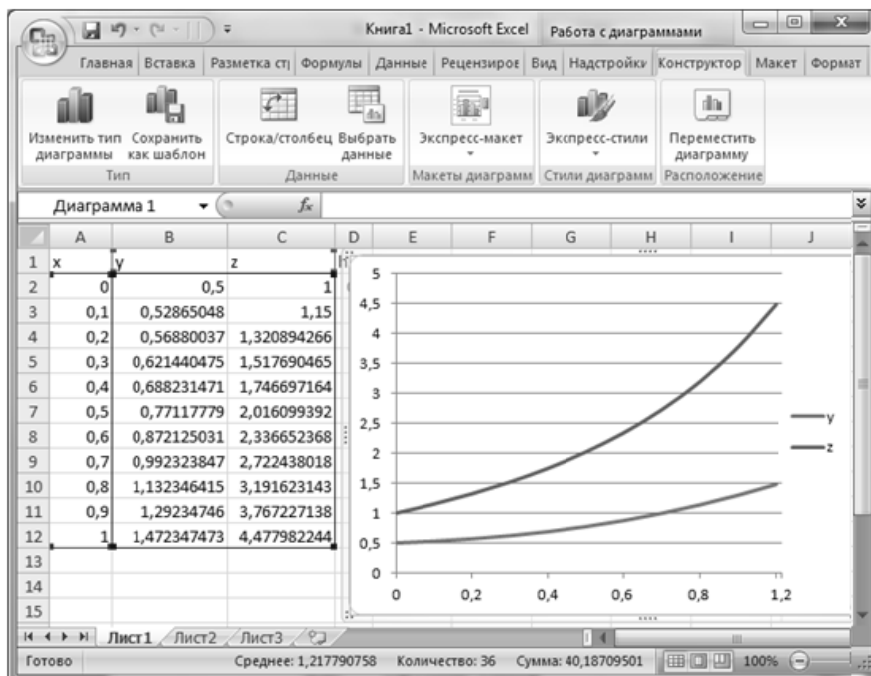 Книга1 - Microsoft Excel Работа с диаграммами
Главная Вставка Разметка стр Формулы Данные Рецензирое Вид Надстройки Конструктор Макет Формат
Изменить тип диаграммы Сохранить как шаблон Строка/столбец Выбрать данные Экспресс-макет Экспресс-стили Переместить диаграмму
Тип Данные Макеты диаграмм Стили диаграмм Расположение
Диаграмма 1 fx
A B C D E F G H I J
1 x y z h
2 0 0,5 1
3 0,1 0,52865048 1,15
4 0,2 0,56880037 1,320894266
5 0,3 0,621440475 1,517690465
6 0,4 0,688231471 1,746697164
7 0,5 0,77117779 2,016099392
8 0,6 0,872125031 2,336652368
9 0,7 0,992323847 2,722438018
10 0,8 1,132346415 3,191623143
11 0,9 1,29234746 3,767227138
12 1 1,472347473 4,477982244
13
14
15
5
4,5
4
3,5
3
2,5
2
1,5
1
0,5
0
0 0,2 0,4 0,6 0,8 1 1,2
y
z
Лист1 Лист2 Лист3
Готово Среднее: 1,217790758 Количество: 36 Сумма: 40,18709501 100%